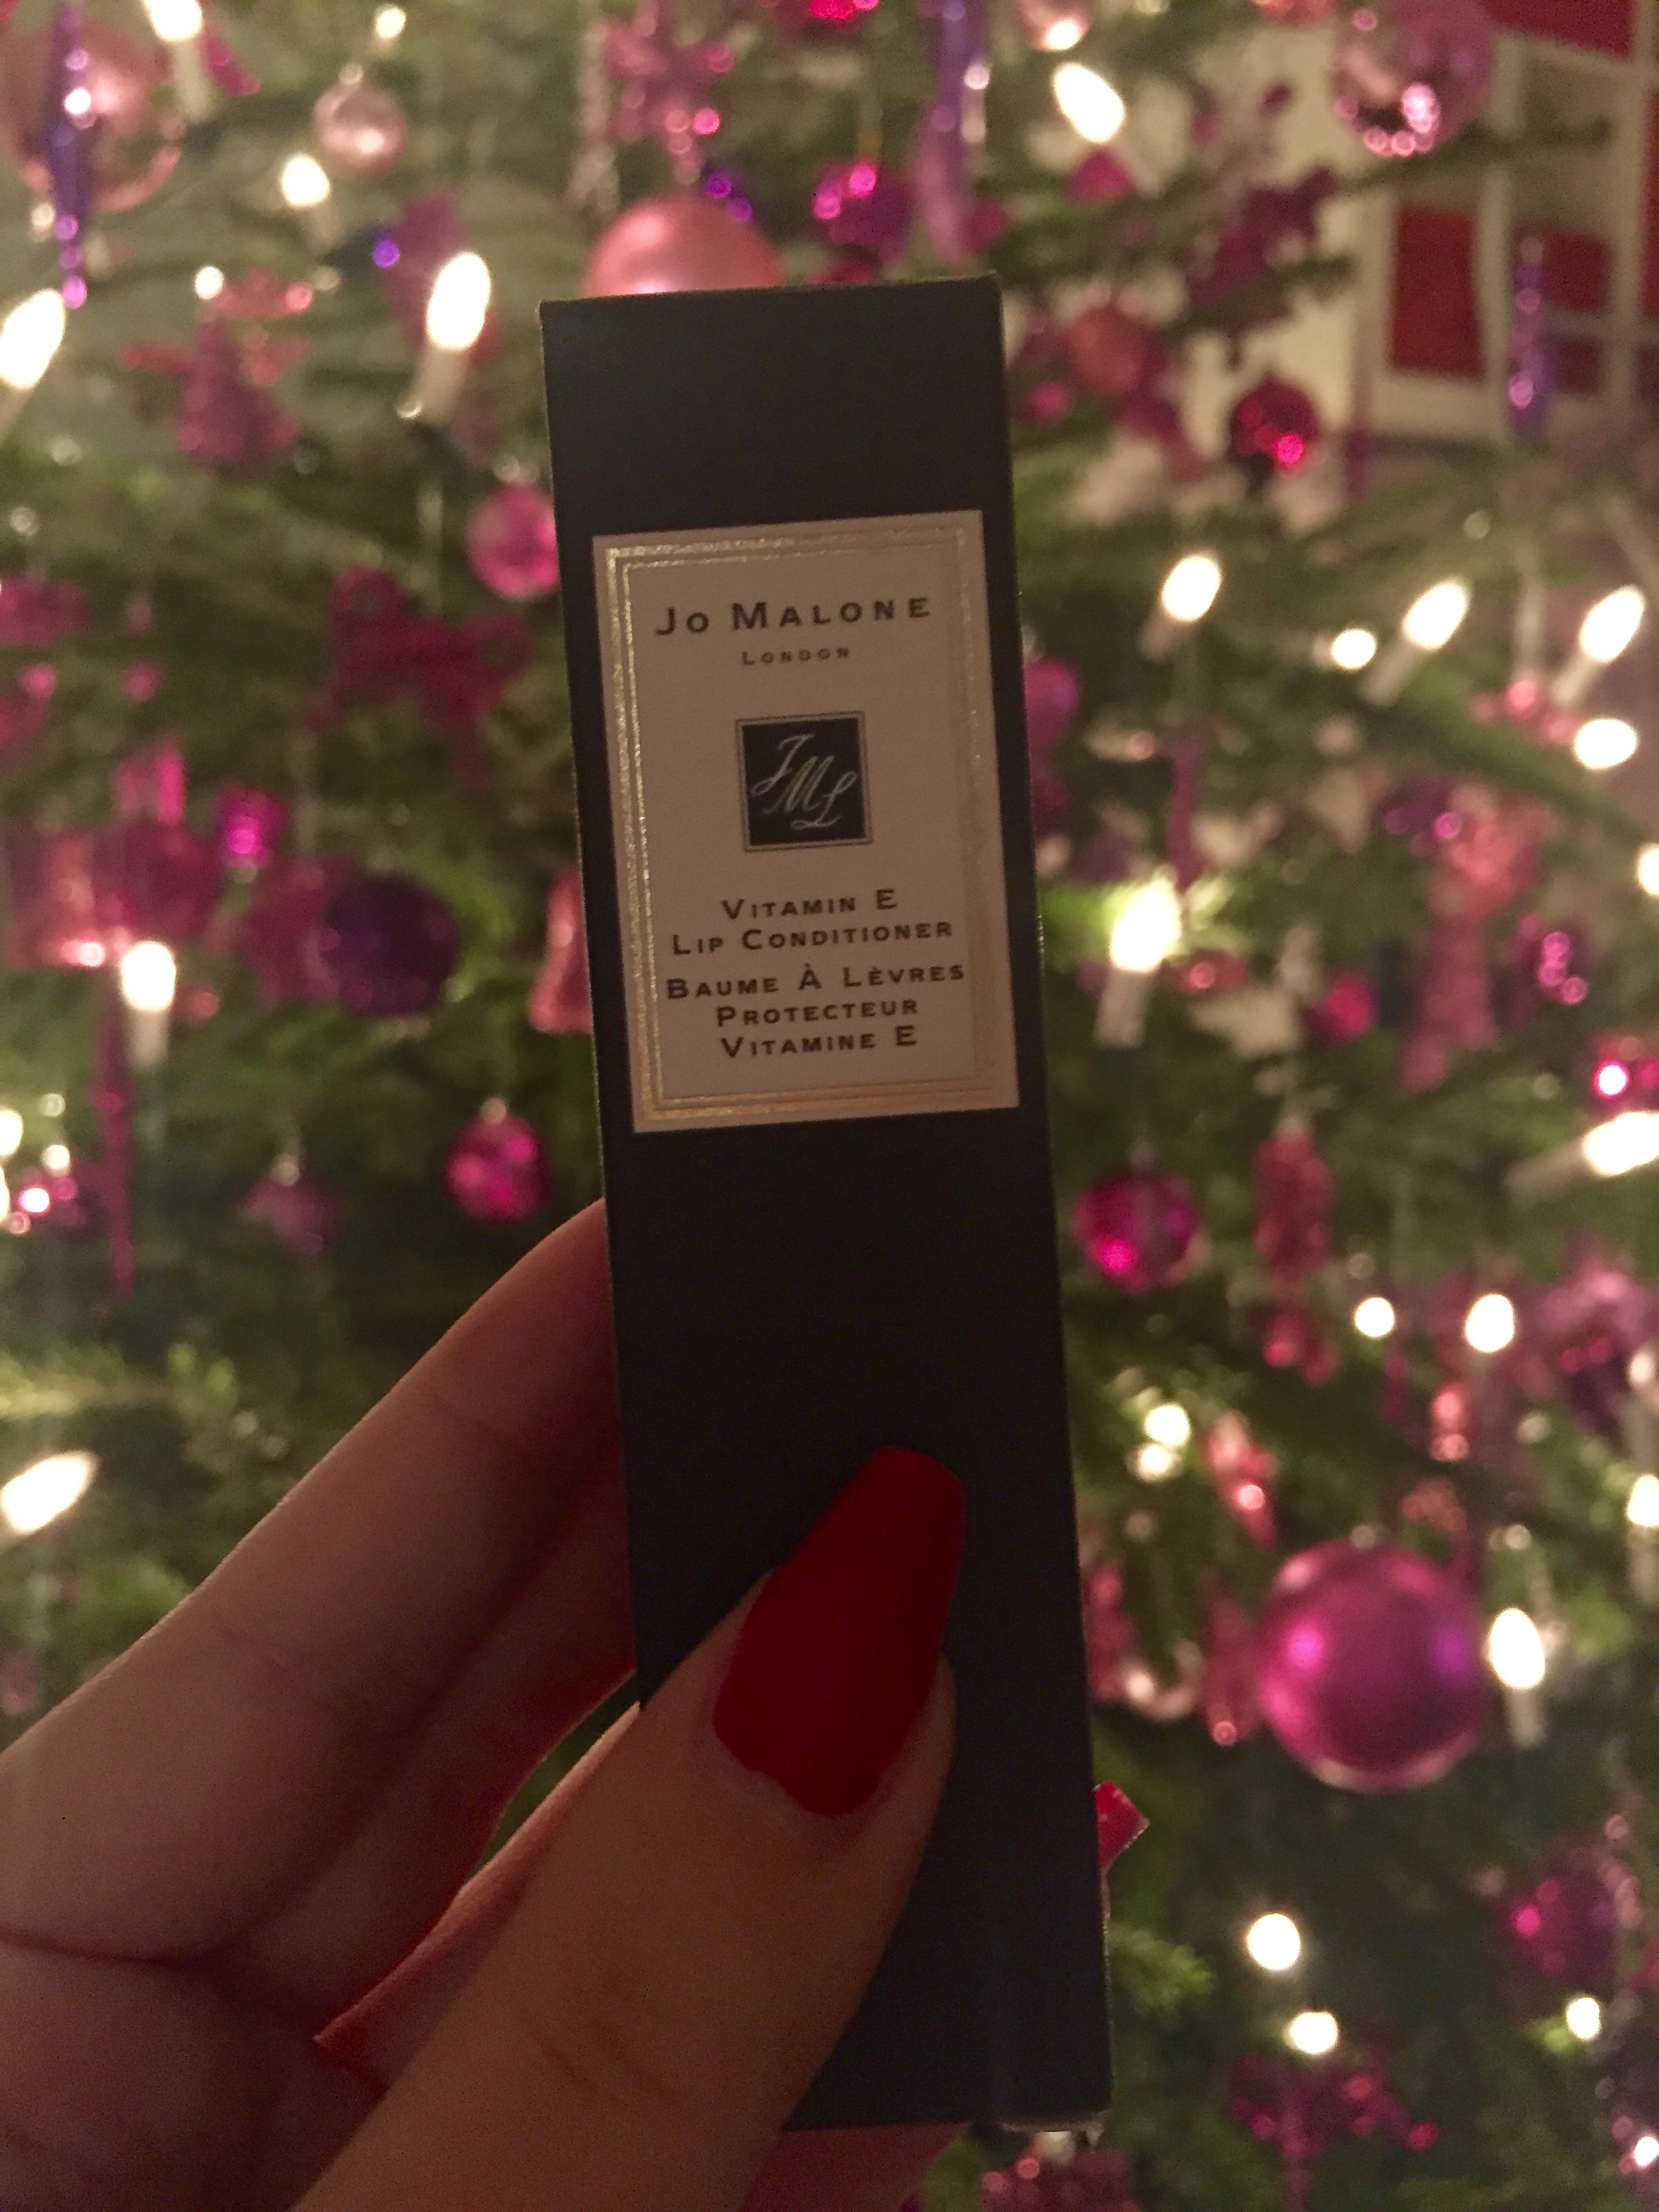 Jo Malone
London
JML
Vitamin E
Lip Conditioner
Baume À Lèvres
Protecteur
Vitamine E